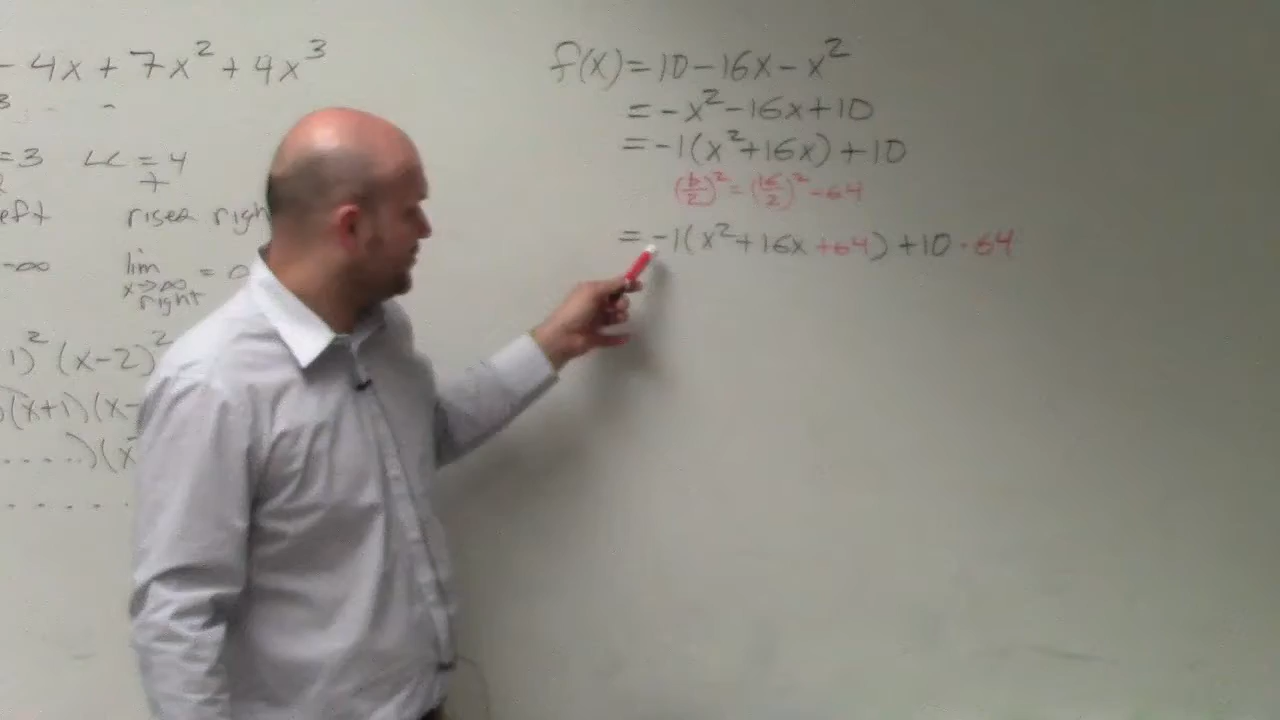 - 4x + 7x² + 4x³
3
= 3 LC = 4
+
eft rises righ
-∞ lim x→∞ = 0
right
1)² (x-2)²
(x+1)(x-
.....)(x
f(x) = 10 - 16x - x²
= -x² - 16x + 10
= -1(x² + 16x) + 10
(b/2)² = (16/2)² - 64
= -1(x² + 16x + 64) + 10 · 64